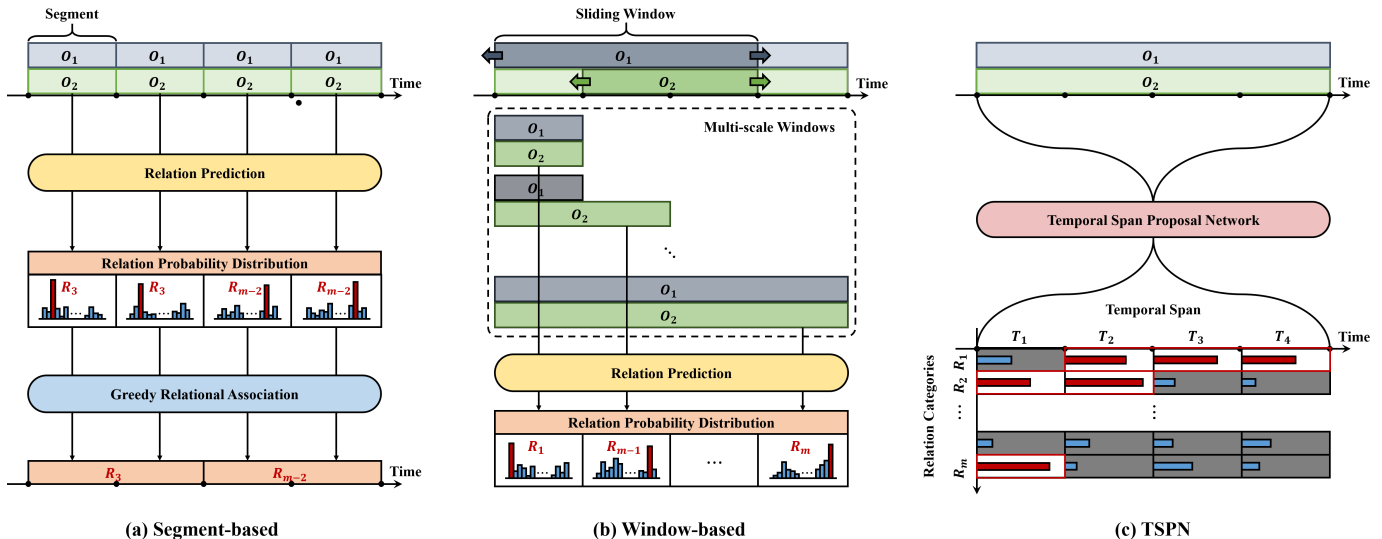 Segment
O1 O1 O1 O1
O2 O2 O2 O2
Time
Relation Prediction
Relation Probability Distribution
R3 R3 Rm−2 Rm−2
... ... ... ...
Greedy Relational Association
R3 Rm−2
Time
(a) Segment-based
Sliding Window
O1
O2
Time
Multi-scale Windows
O1
O2
O1
O2
...
O1
O2
Relation Prediction
Relation Probability Distribution
R1 Rm−1 ... Rm
... ... ...
(b) Window-based
O1
O2
Time
Temporal Span Proposal Network
Temporal Span
Time
T1 T2 T3 T4
Relation Categories
R1
R2
... ...
Rm
(c) TSPN